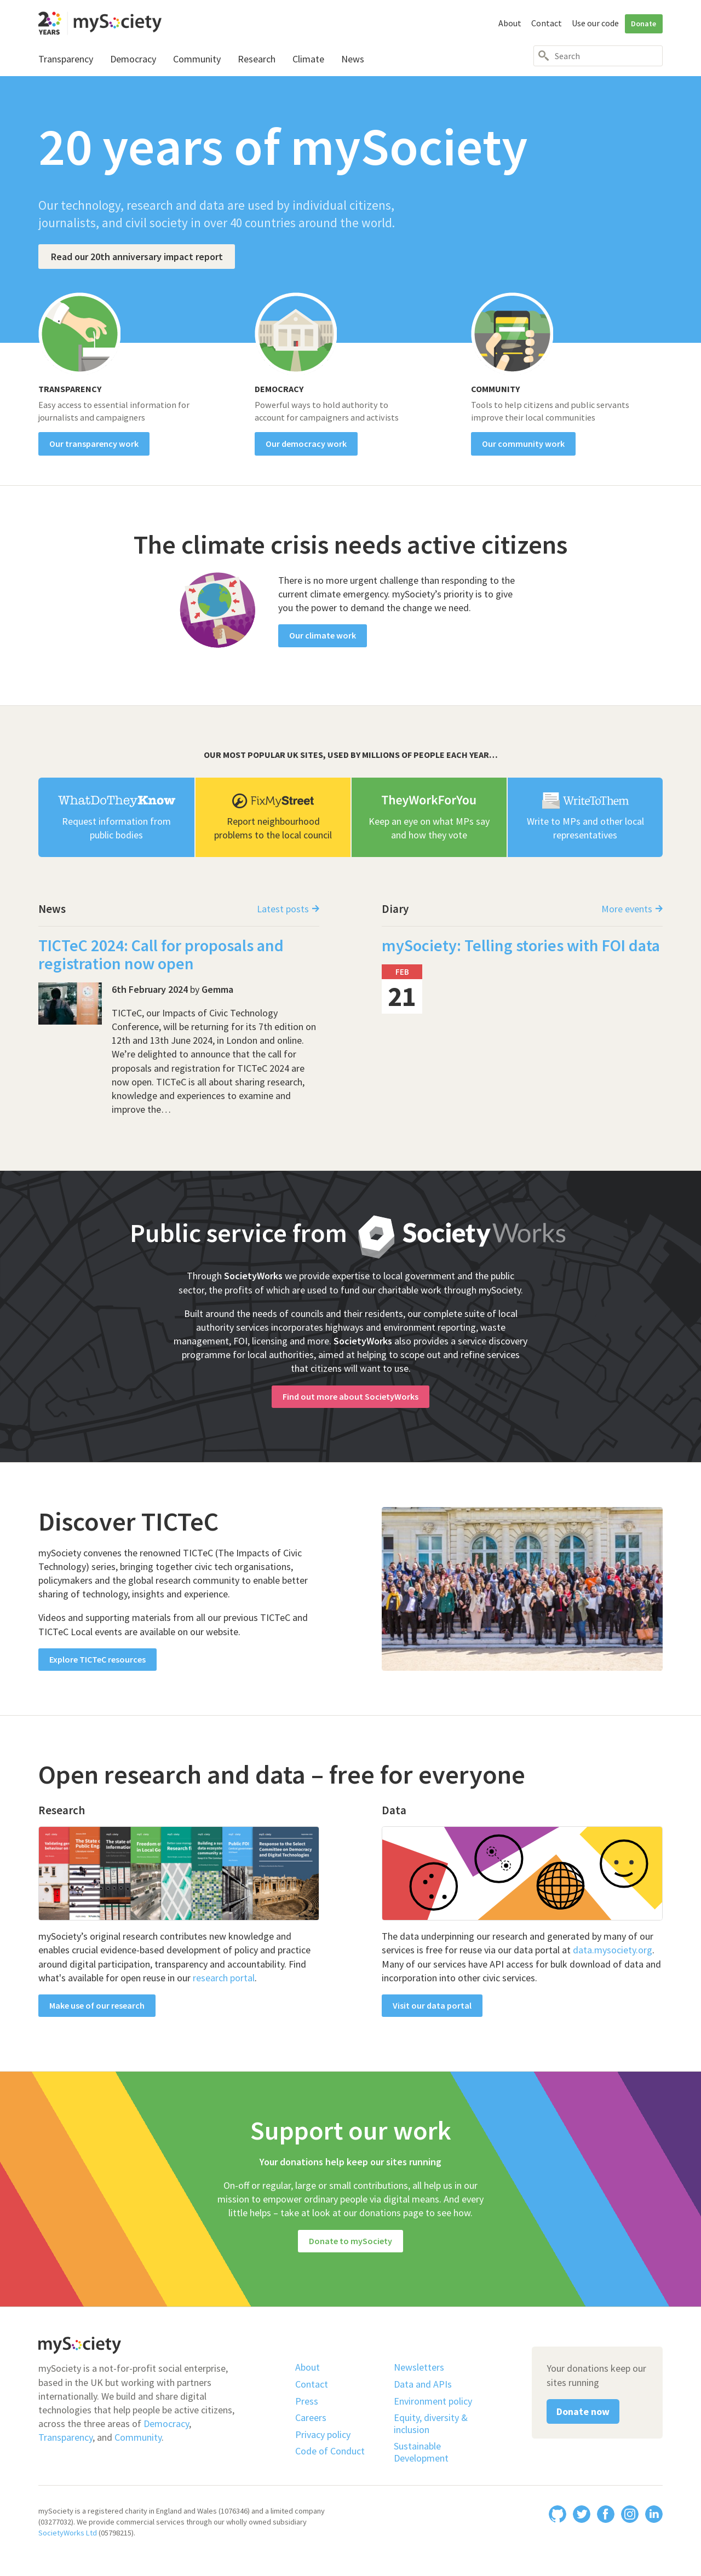 20 YEARS mySociety
About Contact Use our code Donate
Transparency Democracy Community Research Climate News
Search
20 years of mySociety
Our technology, research and data are used by individual citizens,
journalists, and civil society in over 40 countries around the world.
Read our 20th anniversary impact report
TRANSPARENCY
Easy access to essential information for
journalists and campaigners
Our transparency work
DEMOCRACY
Powerful ways to hold authority to
account for campaigners and activists
Our democracy work
COMMUNITY
Tools to help citizens and public servants
improve their local communities
Our community work
The climate crisis needs active citizens
There is no more urgent challenge than responding to the
current climate emergency. mySociety’s priority is to give
you the power to demand the change we need.
Our climate work
OUR MOST POPULAR UK SITES, USED BY MILLIONS OF PEOPLE EACH YEAR…
WhatDoTheyKnow
Request information from
public bodies
FixMyStreet
Report neighbourhood
problems to the local council
TheyWorkForYou
Keep an eye on what MPs say
and how they vote
WriteToThem
Write to MPs and other local
representatives
News
Latest posts
TICTeC 2024: Call for proposals and
registration now open
6th February 2024 by Gemma
TICTeC, our Impacts of Civic Technology
Conference, will be returning for its 7th edition on
12th and 13th June 2024, in London and online.
We’re delighted to announce that the call for
proposals and registration for TICTeC 2024 are
now open. TICTeC is all about sharing research,
knowledge and experiences to examine and
improve the…
Diary
More events
mySociety: Telling stories with FOI data
FEB
21
Public service from SocietyWorks
Through SocietyWorks we provide expertise to local government and the public
sector, the profits of which are used to fund our charitable work through mySociety.
Built around the needs of councils and their residents, our complete suite of local
authority services incorporates highways and environment reporting, waste
management, FOI, licensing and more. SocietyWorks also provides a service discovery
programme for local authorities, aimed at helping to scope out and refine services
that citizens will want to use.
Find out more about SocietyWorks
Discover TICTeC
mySociety convenes the renowned TICTeC (The Impacts of Civic
Technology) series, bringing together civic tech organisations,
policymakers and the global research community to enable better
sharing of technology, insights and experience.
Videos and supporting materials from all our previous TICTeC and
TICTeC Local events are available on our website.
Explore TICTeC resources
Open research and data – free for everyone
Research
Response to the Select
Committee on Democracy
and Digital Technologies
mySociety’s original research contributes new knowledge and
enables crucial evidence-based development of policy and practice
around digital participation, transparency and accountability. Find
what's available for open reuse in our research portal.
Make use of our research
Data
The data underpinning our research and generated by many of our
services is free for reuse via our data portal at data.mysociety.org.
Many of our services have API access for bulk download of data and
incorporation into other civic services.
Visit our data portal
Support our work
Your donations help keep our sites running
On-off or regular, large or small contributions, all help us in our
mission to empower ordinary people via digital means. And every
little helps – take at look at our donations page to see how.
Donate to mySociety
mySociety
mySociety is a not-for-profit social enterprise,
based in the UK but working with partners
internationally. We build and share digital
technologies that help people be active citizens,
across the three areas of Democracy,
Transparency, and Community.
About
Contact
Press
Careers
Privacy policy
Code of Conduct
Newsletters
Data and APIs
Environment policy
Equity, diversity &
inclusion
Sustainable
Development
Your donations keep our
sites running
Donate now
mySociety is a registered charity in England and Wales (1076346) and a limited company
(03277032). We provide commercial services through our wholly owned subsidiary
SocietyWorks Ltd (05798215).